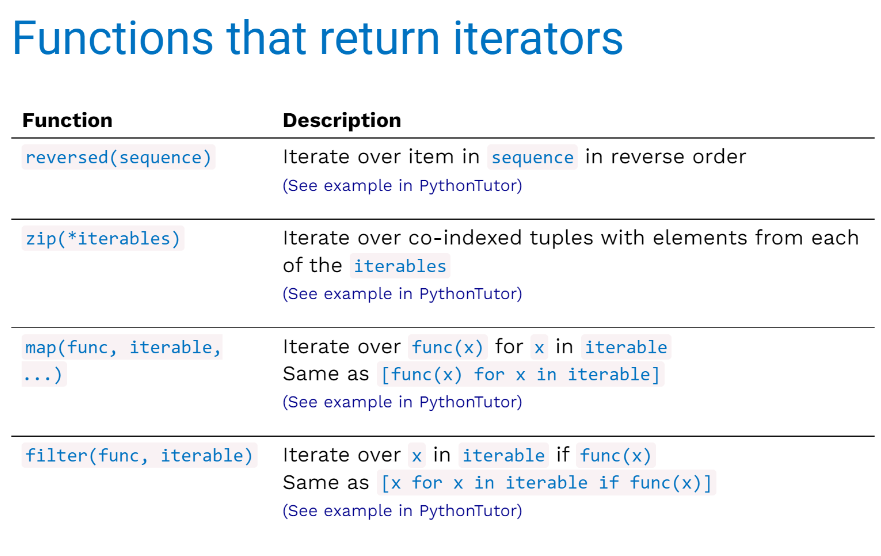 Functions that return iterators
Function Description
reversed(sequence) Iterate over item in sequence in reverse order
(See example in PythonTutor)
zip(*iterables) Iterate over co-indexed tuples with elements from each
of the iterables
(See example in PythonTutor)
map(func, iterable, Iterate over func(x) for x in iterable
...) Same as [func(x) for x in iterable]
(See example in PythonTutor)
filter(func, iterable) Iterate over x in iterable if func(x)
Same as [x for x in iterable if func(x)]
(See example in PythonTutor)